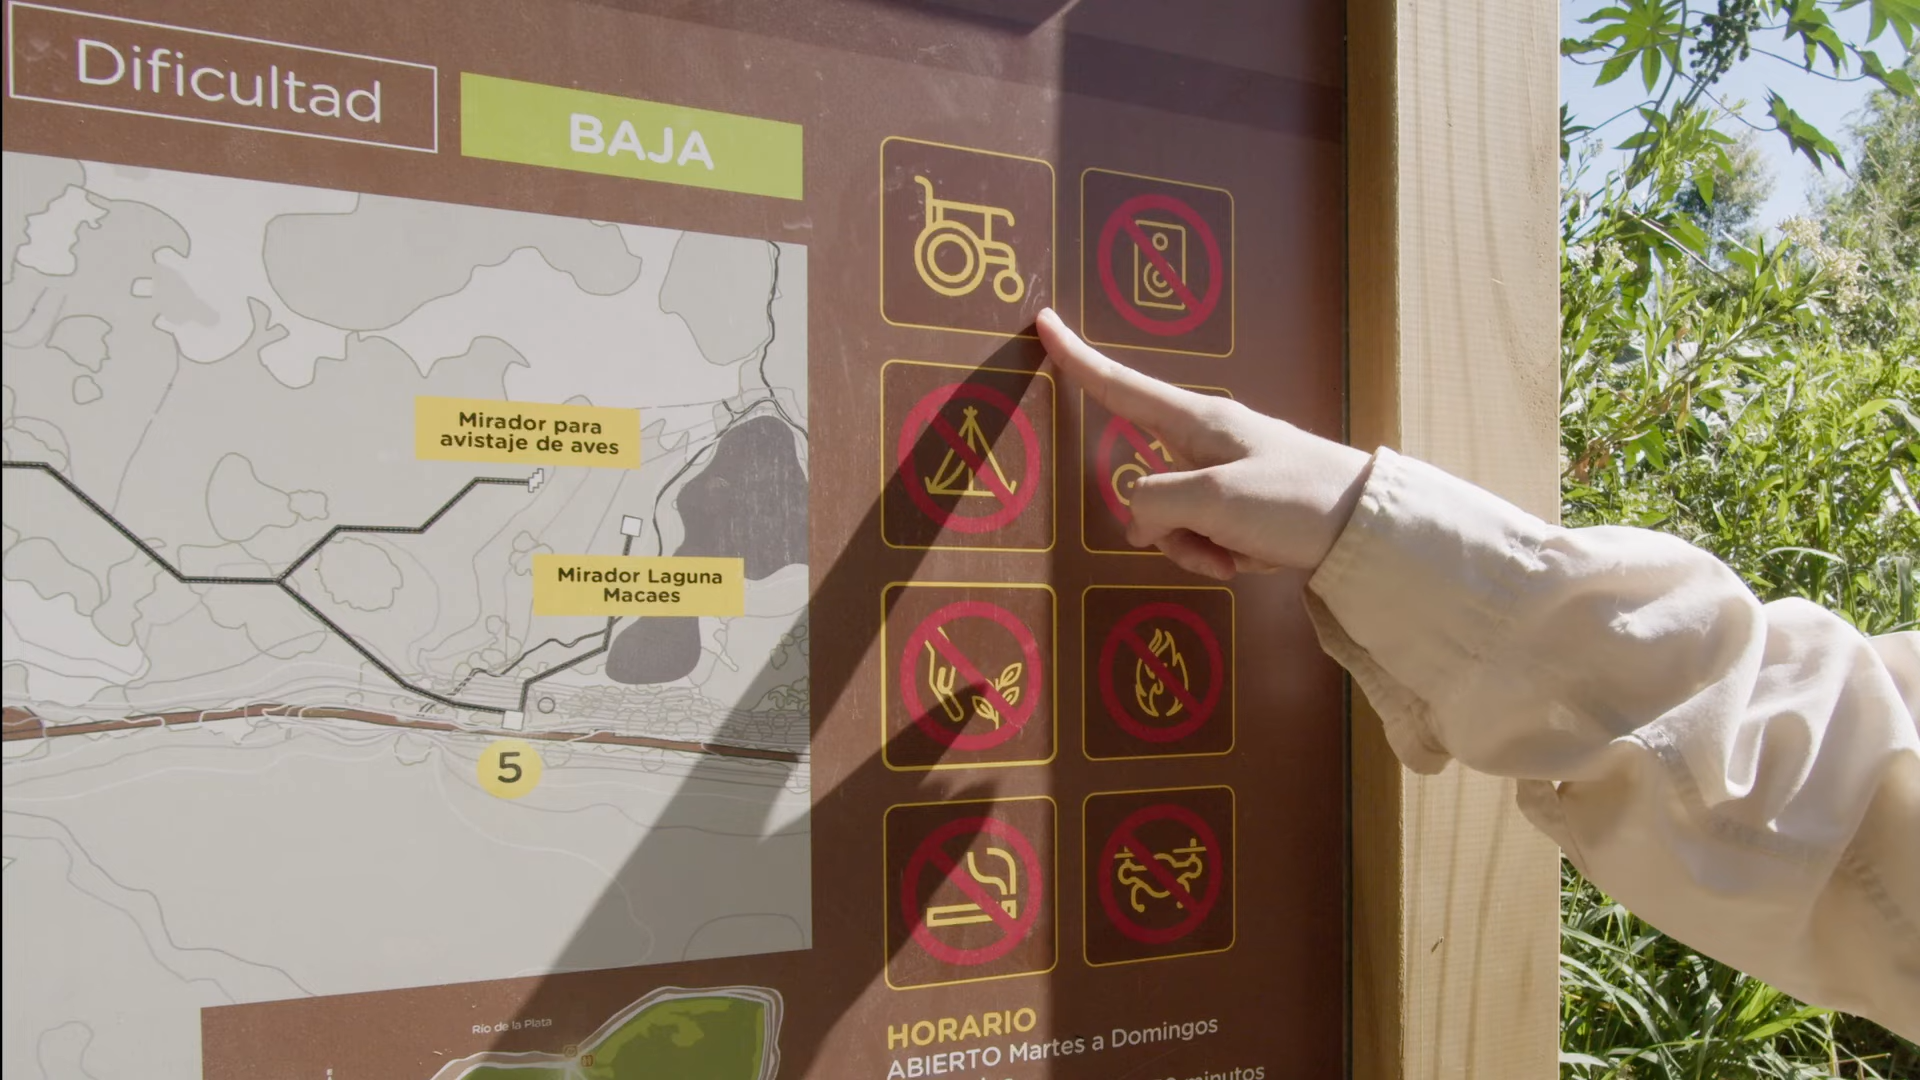 Dificultad
BAJA
Mirador para
avistaje de aves
Mirador Laguna
Macaes
5
Río de la Plata
HORARIO
ABIERTO Martes a Domingos
minutos